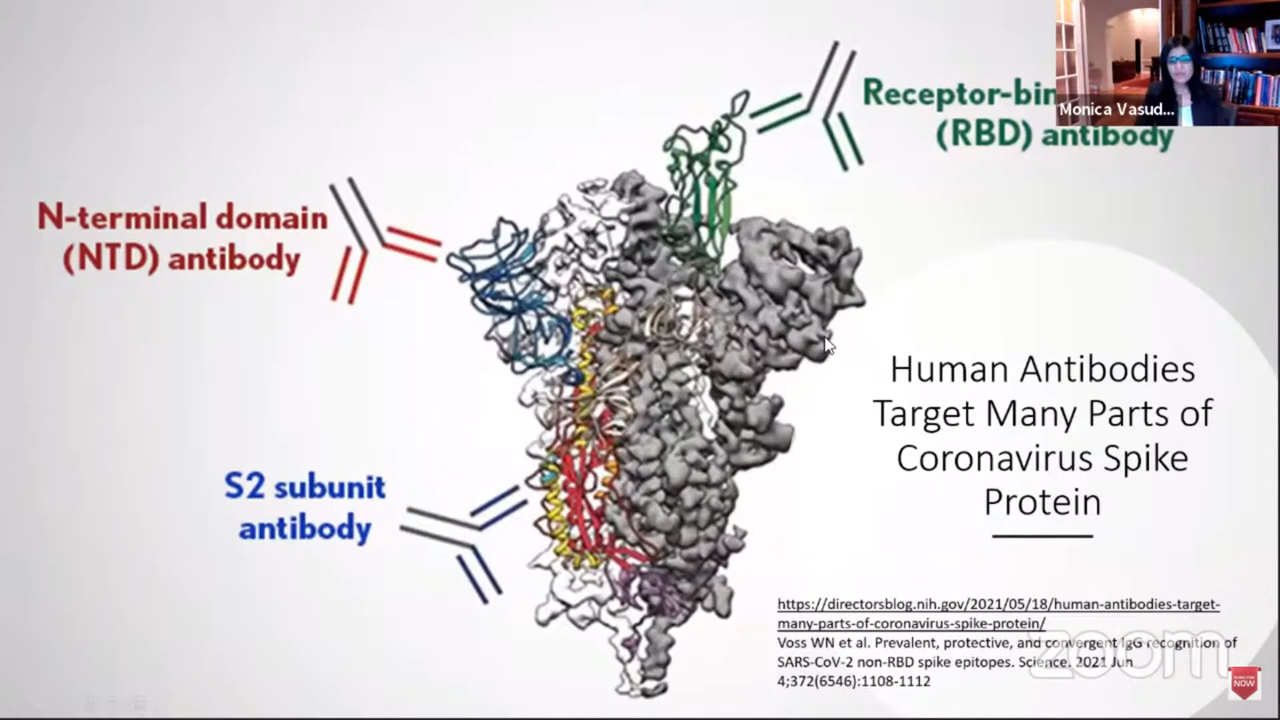 Receptor-bin
(RBD) antibody
Monica Vasud...
N-terminal domain
(NTD) antibody
S2 subunit
antibody
Human Antibodies
Target Many Parts of
Coronavirus Spike
Protein
https://directorsblog.nih.gov/2021/05/18/human-antibodies-target-
many-parts-of-coronavirus-spike-protein/
Voss WN et al. Prevalent, protective, and convergent IgG recognition of
SARS-CoV-2 non-RBD spike epitopes. Science. 2021 Jun
4;372(6546):1108-1112
zoom
SUBSCRIBE
NOW